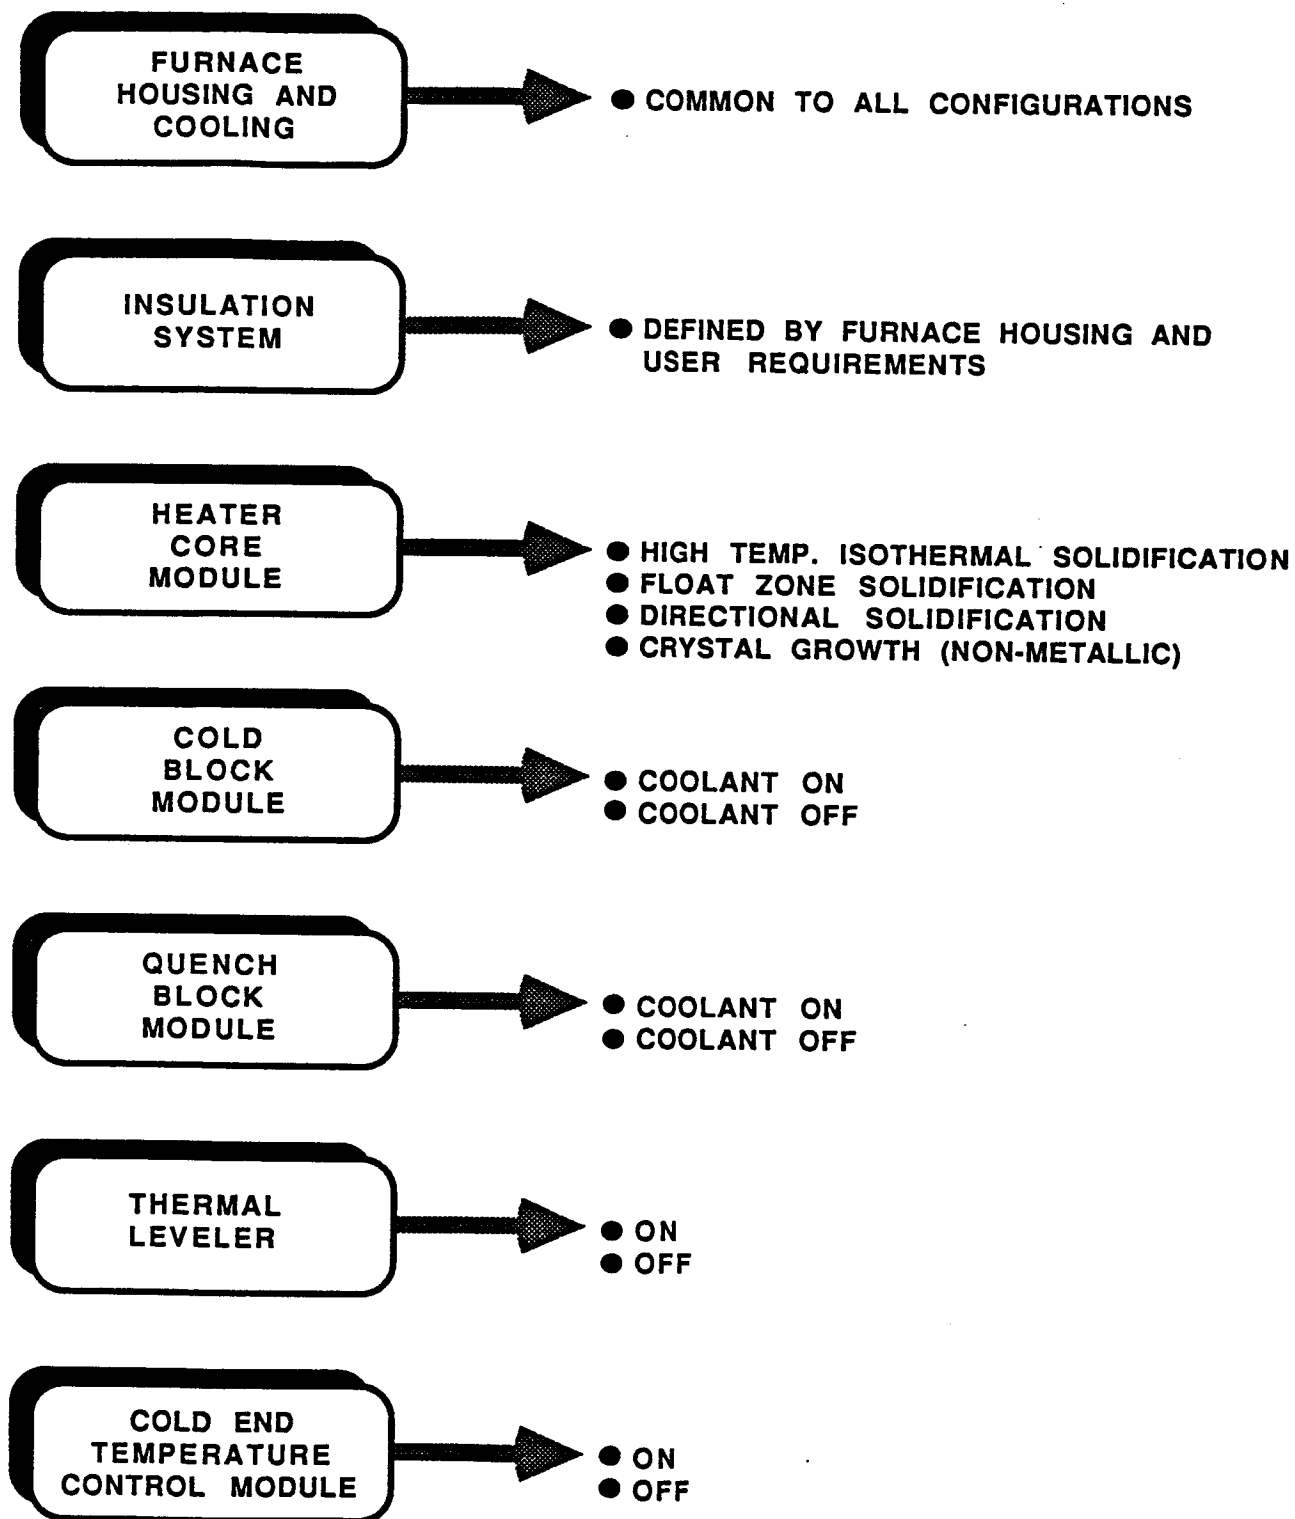 FURNACE
HOUSING AND
COOLING
● COMMON TO ALL CONFIGURATIONS
INSULATION
SYSTEM
● DEFINED BY FURNACE HOUSING AND
USER REQUIREMENTS
HEATER
CORE
MODULE
● HIGH TEMP. ISOTHERMAL SOLIDIFICATION
● FLOAT ZONE SOLIDIFICATION
● DIRECTIONAL SOLIDIFICATION
● CRYSTAL GROWTH (NON-METALLIC)
COLD
BLOCK
MODULE
● COOLANT ON
● COOLANT OFF
QUENCH
BLOCK
MODULE
● COOLANT ON
● COOLANT OFF
THERMAL
LEVELER
● ON
● OFF
COLD END
TEMPERATURE
CONTROL MODULE
● ON
● OFF